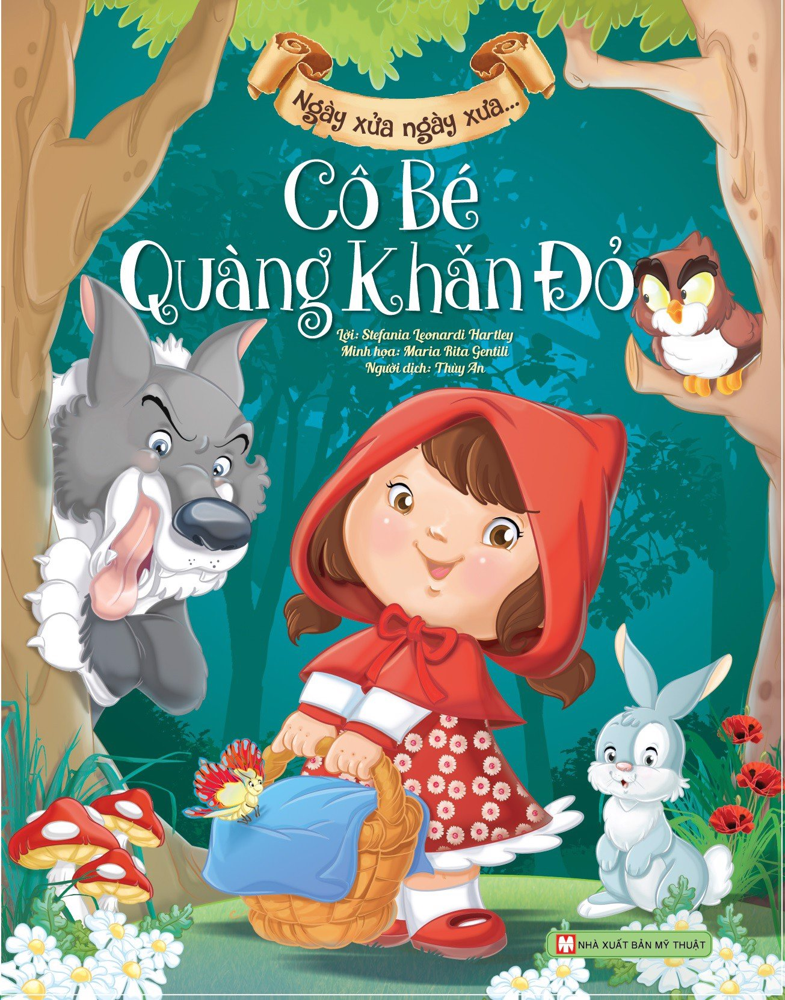 Ngày xửa ngày xưa...
Cô Bé
Quàng Khăn Đỏ
Lời: Stefania Leonardi Hartley
Minh họa: Maria Rita Gentili
Người dịch: Thùy An
NHÀ XUẤT BẢN MỸ THUẬT